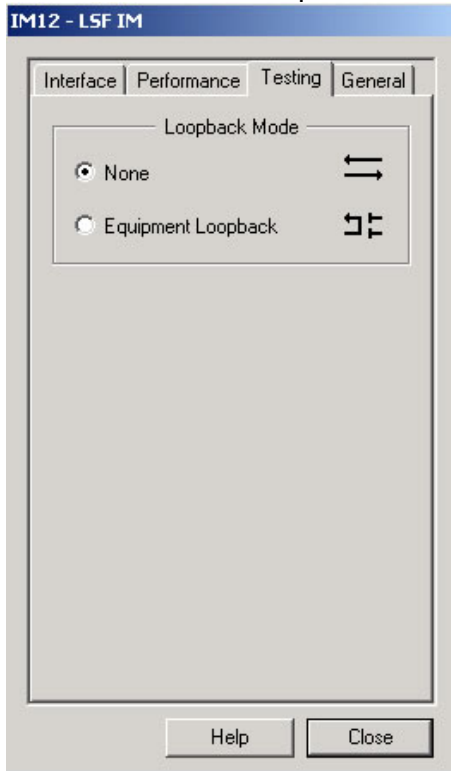 IM12 - LSF IM
Interface Performance Testing General
Loopback Mode
None
Equipment Loopback
Help Close